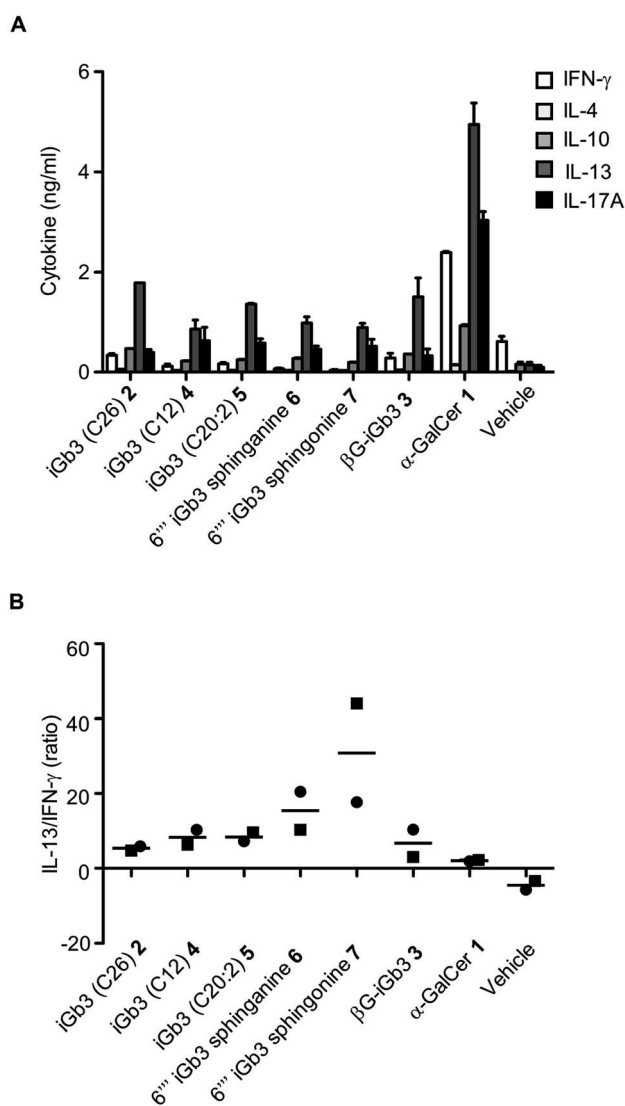 A
6
4
2
0
Cytokine (ng/ml)
IFN-γ
IL-4
IL-10
IL-13
IL-17A
iGb3 (C26) 2
iGb3 (C12) 4
iGb3 (C20:2) 5
6''' iGb3 sphinganine 6
6''' iGb3 sphingonine 7
βG-iGb3 3
α-GalCer 1
Vehicle
B
60
40
20
0
-20
IL-13/IFN-γ (ratio)
iGb3 (C26) 2
iGb3 (C12) 4
iGb3 (C20:2) 5
6''' iGb3 sphinganine 6
6''' iGb3 sphingonine 7
βG-iGb3 3
α-GalCer 1
Vehicle